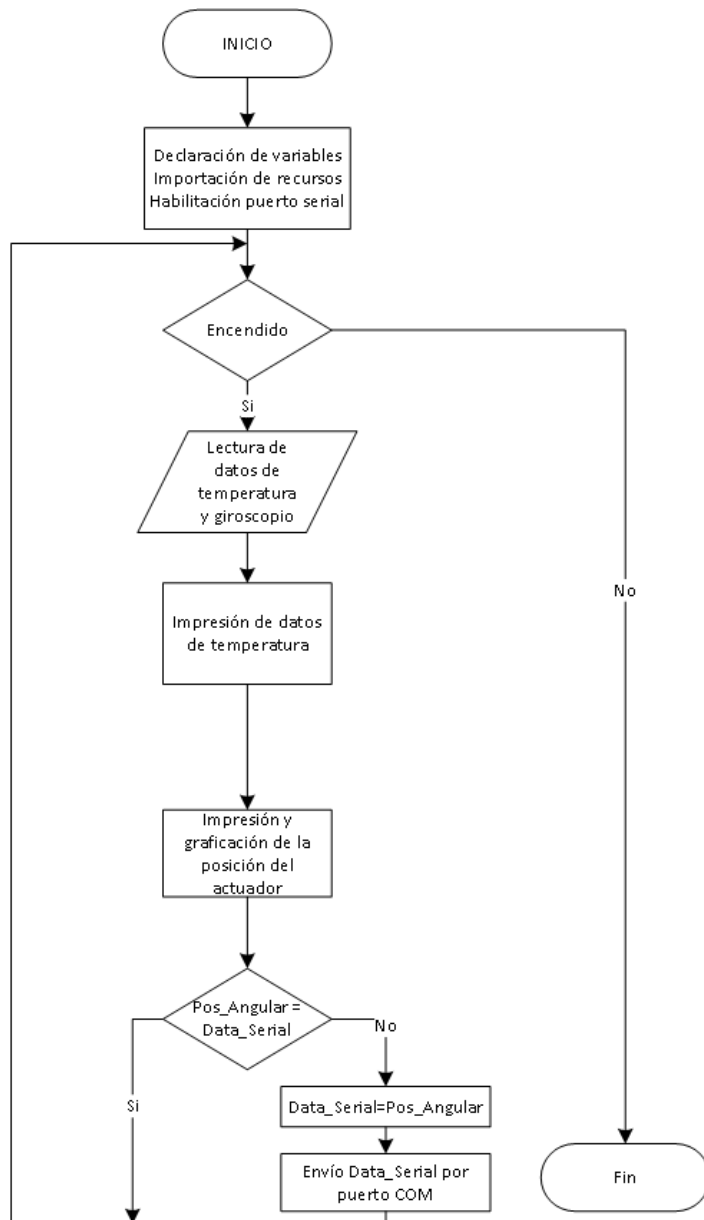 INICIO
Declaración de variables
Importación de recursos
Habilitación puerto serial
Encendido
Si
Lectura de
datos de
temperatura
y giroscopio
No
Impresión de datos
de temperatura
Impresión y
graficación de la
posición del
actuador
Pos_Angular =
Data_Serial
No
Si
Data_Serial=Pos_Angular
Envío Data_Serial por
puerto COM
Fin